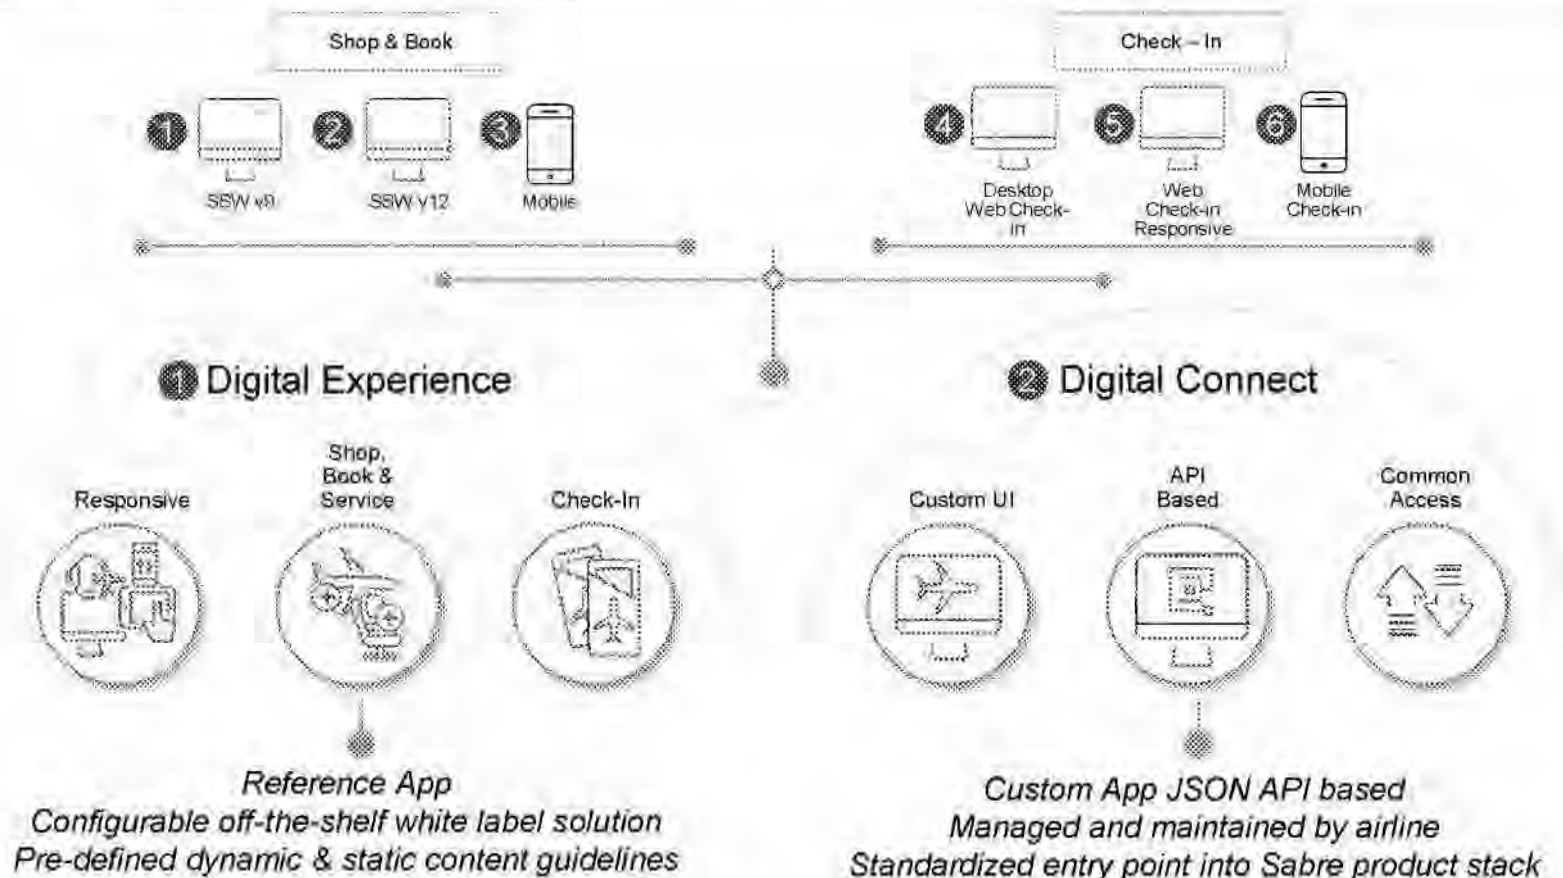 Shop & Book
Check – In
1
2
3
4
5
6
SSW v9
SSW v12
Mobile
Desktop
Web Check-
in
Web
Check-in
Responsive
Mobile
Check-in
1 Digital Experience
2 Digital Connect
Responsive
Shop,
Book &
Service
Check-In
Custom UI
API
Based
Common
Access
Reference App
Configurable off-the-shelf white label solution
Pre-defined dynamic & static content guidelines
Custom App JSON API based
Managed and maintained by airline
Standardized entry point into Sabre product stack